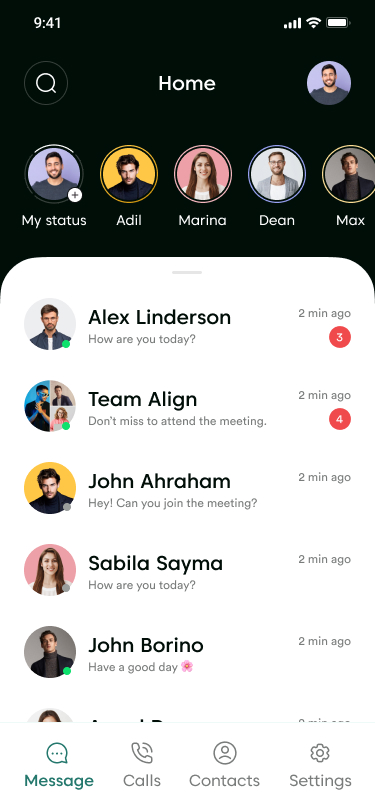 9:41
Home
My status
Adil
Marina
Dean
Max
Alex Linderson
2 min ago
How are you today?
3
Team Align
2 min ago
Don’t miss to attend the meeting.
4
John Ahraham
2 min ago
Hey! Can you join the meeting?
Sabila Sayma
2 min ago
How are you today?
John Borino
2 min ago
Have a good day 🌸
2 min ago
Message
Calls
Contacts
Settings